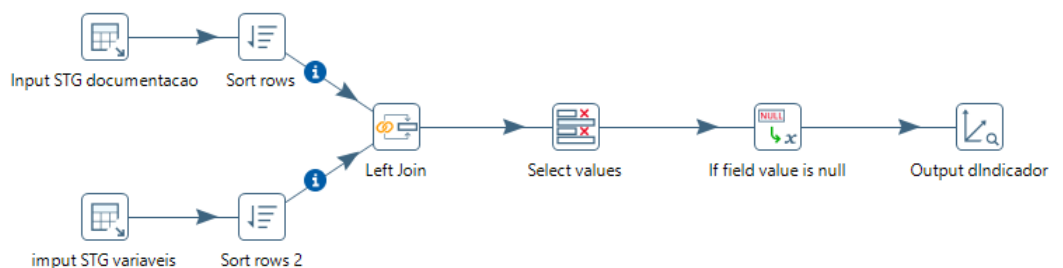 Input STG documentacao
Sort rows
Left Join
Select values
NULL
x
If field value is null
Output dIndicador
imput STG variaveis
Sort rows 2